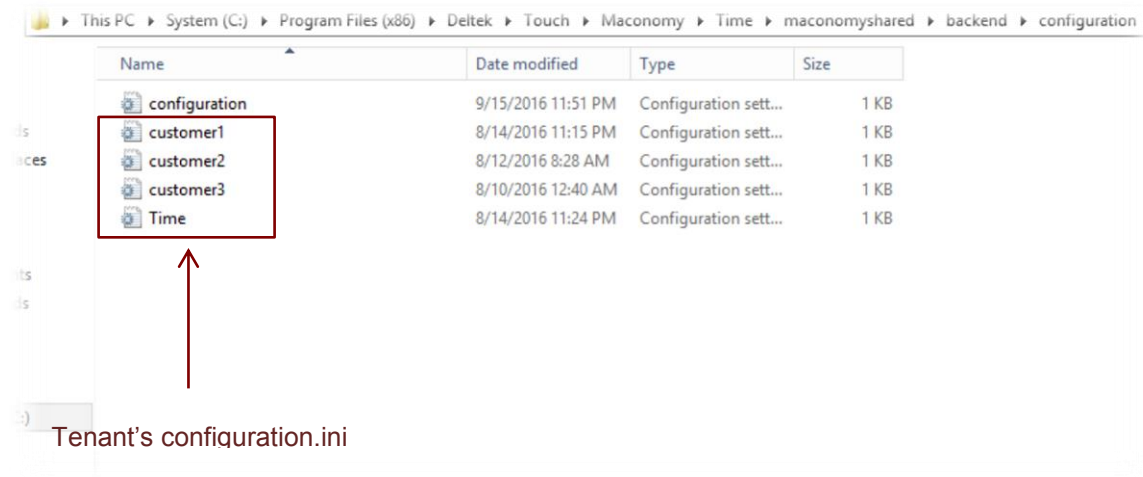 This PC System (C:) Program Files (x86) Deltek Touch Maconomy Time maconomyshared backend configuration
Name Date modified Type Size
configuration 9/15/2016 11:51 PM Configuration sett... 1 KB
customer1 8/14/2016 11:15 PM Configuration sett... 1 KB
customer2 8/12/2016 8:28 AM Configuration sett... 1 KB
customer3 8/10/2016 12:40 AM Configuration sett... 1 KB
Time 8/14/2016 11:24 PM Configuration sett... 1 KB
Tenant’s configuration.ini